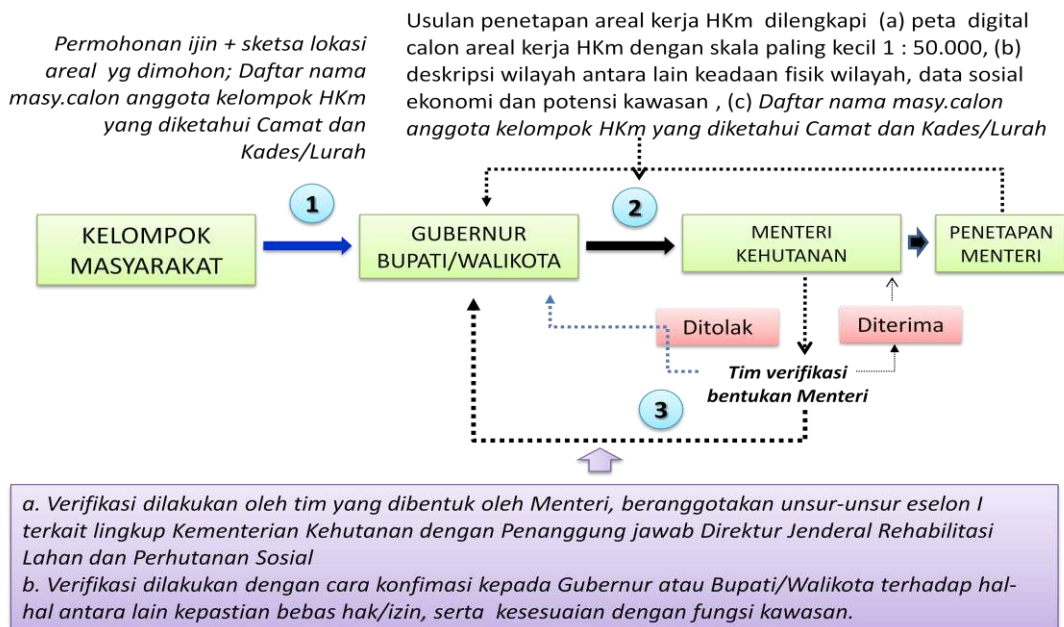 Permohonan ijin + sketsa lokasi
areal yg dimohon; Daftar nama
masy.calon anggota kelompok HKm
yang diketahui Camat dan
Kades/Lurah
Usulan penetapan areal kerja HKm dilengkapi (a) peta digital
calon areal kerja HKm dengan skala paling kecil 1 : 50.000, (b)
deskripsi wilayah antara lain keadaan fisik wilayah, data sosial
ekonomi dan potensi kawasan , (c) Daftar nama masy.calon
anggota kelompok HKm yang diketahui Camat dan Kades/Lurah
1
2
KELOMPOK
MASYARAKAT
GUBERNUR
BUPATI/WALIKOTA
MENTERI
KEHUTANAN
PENETAPAN
MENTERI
Ditolak
Diterima
Tim verifikasi
bentukan Menteri
3
a. Verifikasi dilakukan oleh tim yang dibentuk oleh Menteri, beranggotakan unsur-unsur eselon I
terkait lingkup Kementerian Kehutanan dengan Penanggung jawab Direktur Jenderal Rehabilitasi
Lahan dan Perhutanan Sosial
b. Verifikasi dilakukan dengan cara konfimasi kepada Gubernur atau Bupati/Walikota terhadap hal-
hal antara lain kepastian bebas hak/izin, serta kesesuaian dengan fungsi kawasan.